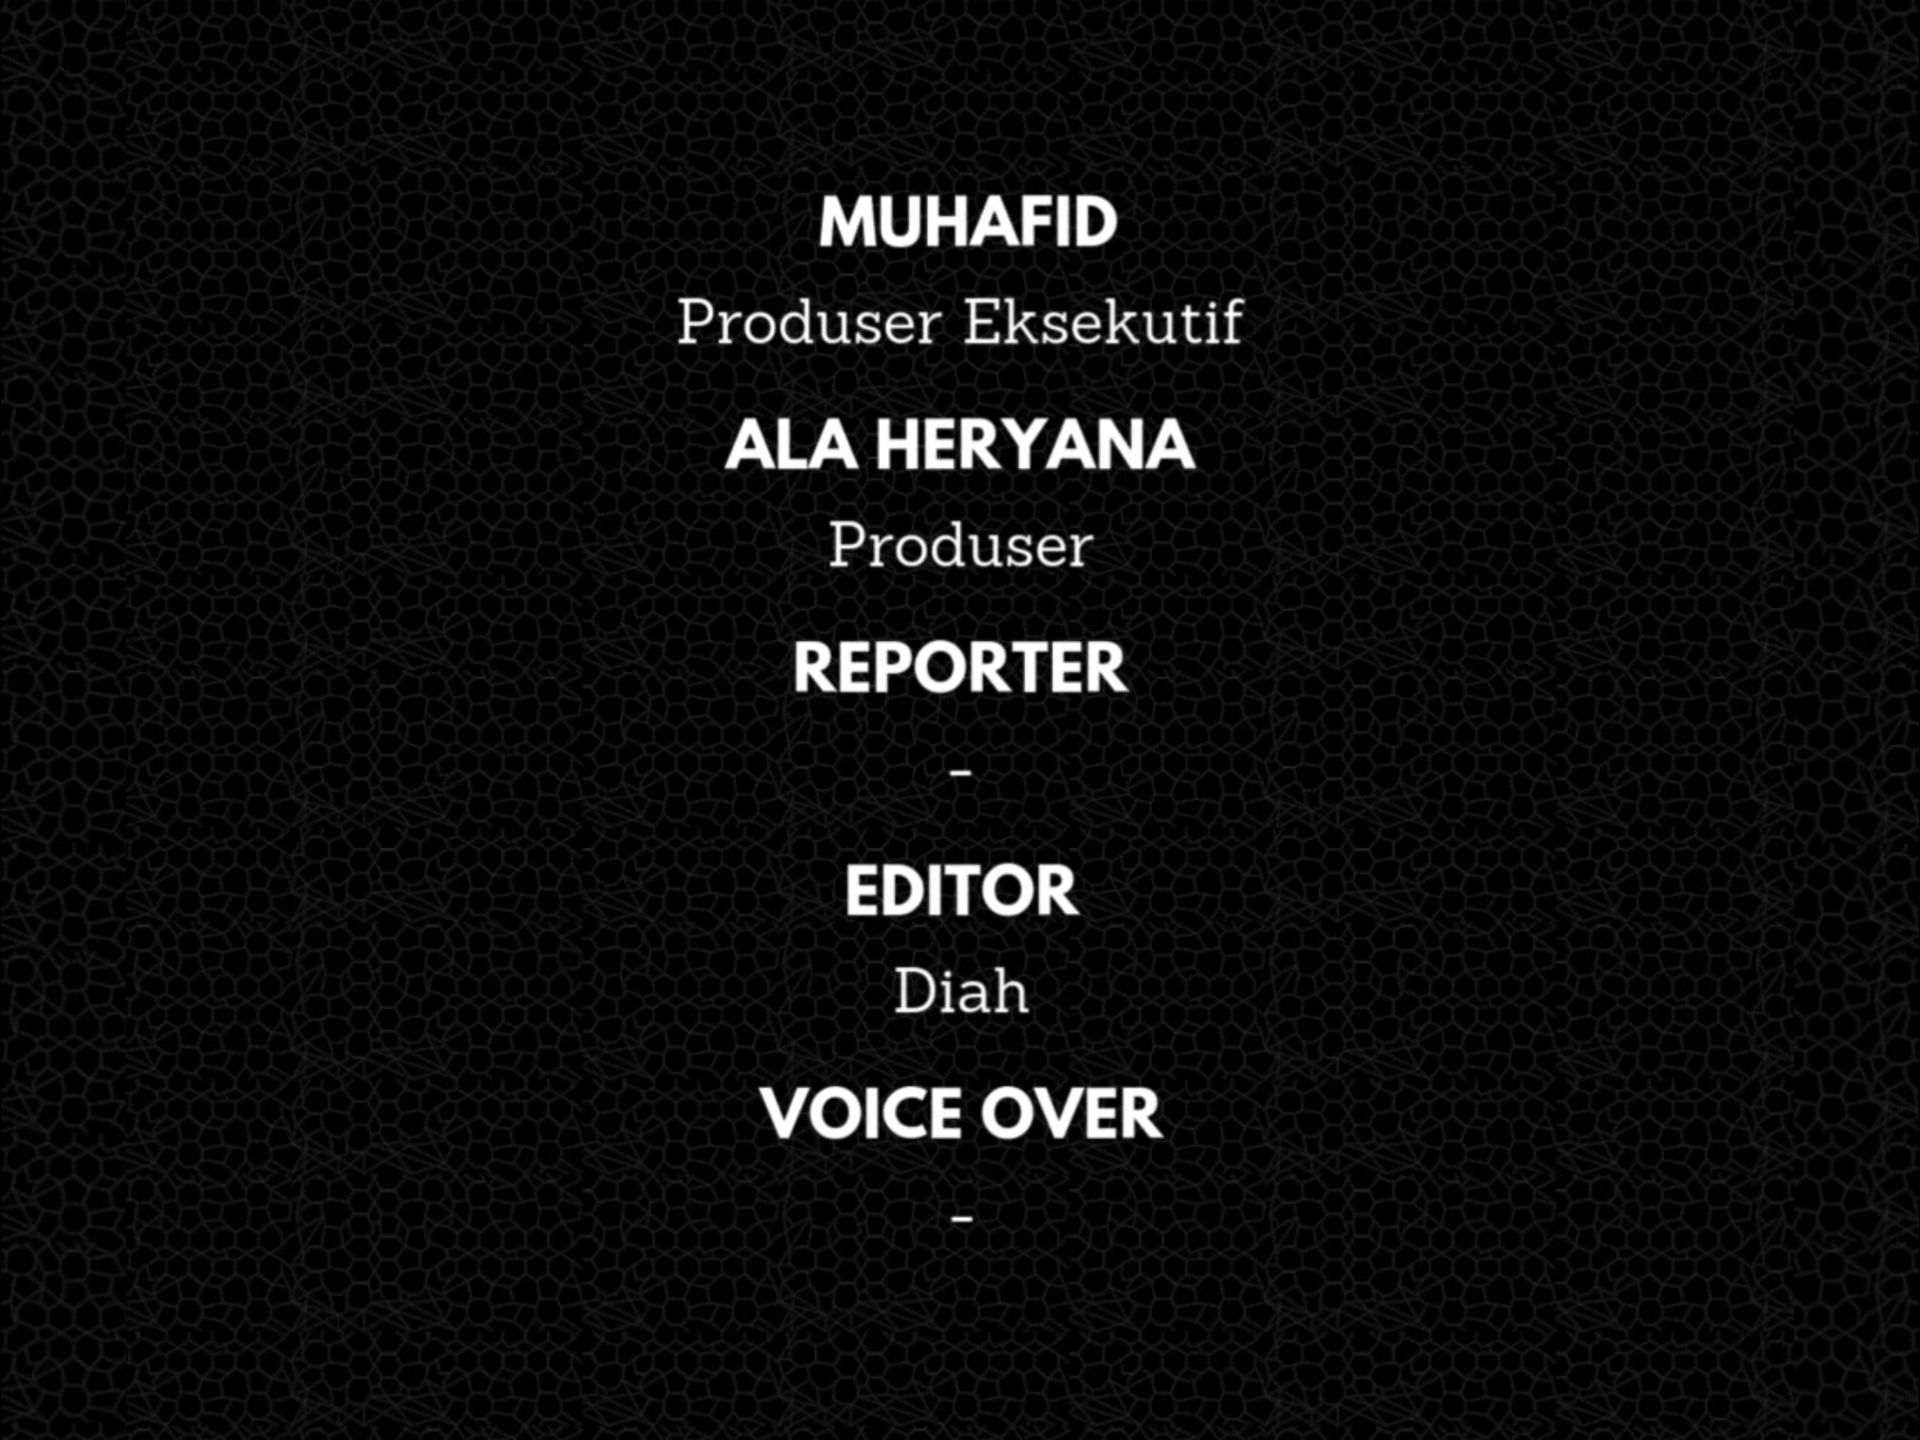 MUHAFID
Produser Eksekutif
ALA HERYANA
Produser
REPORTER
-
EDITOR
Diah
VOICE OVER
-